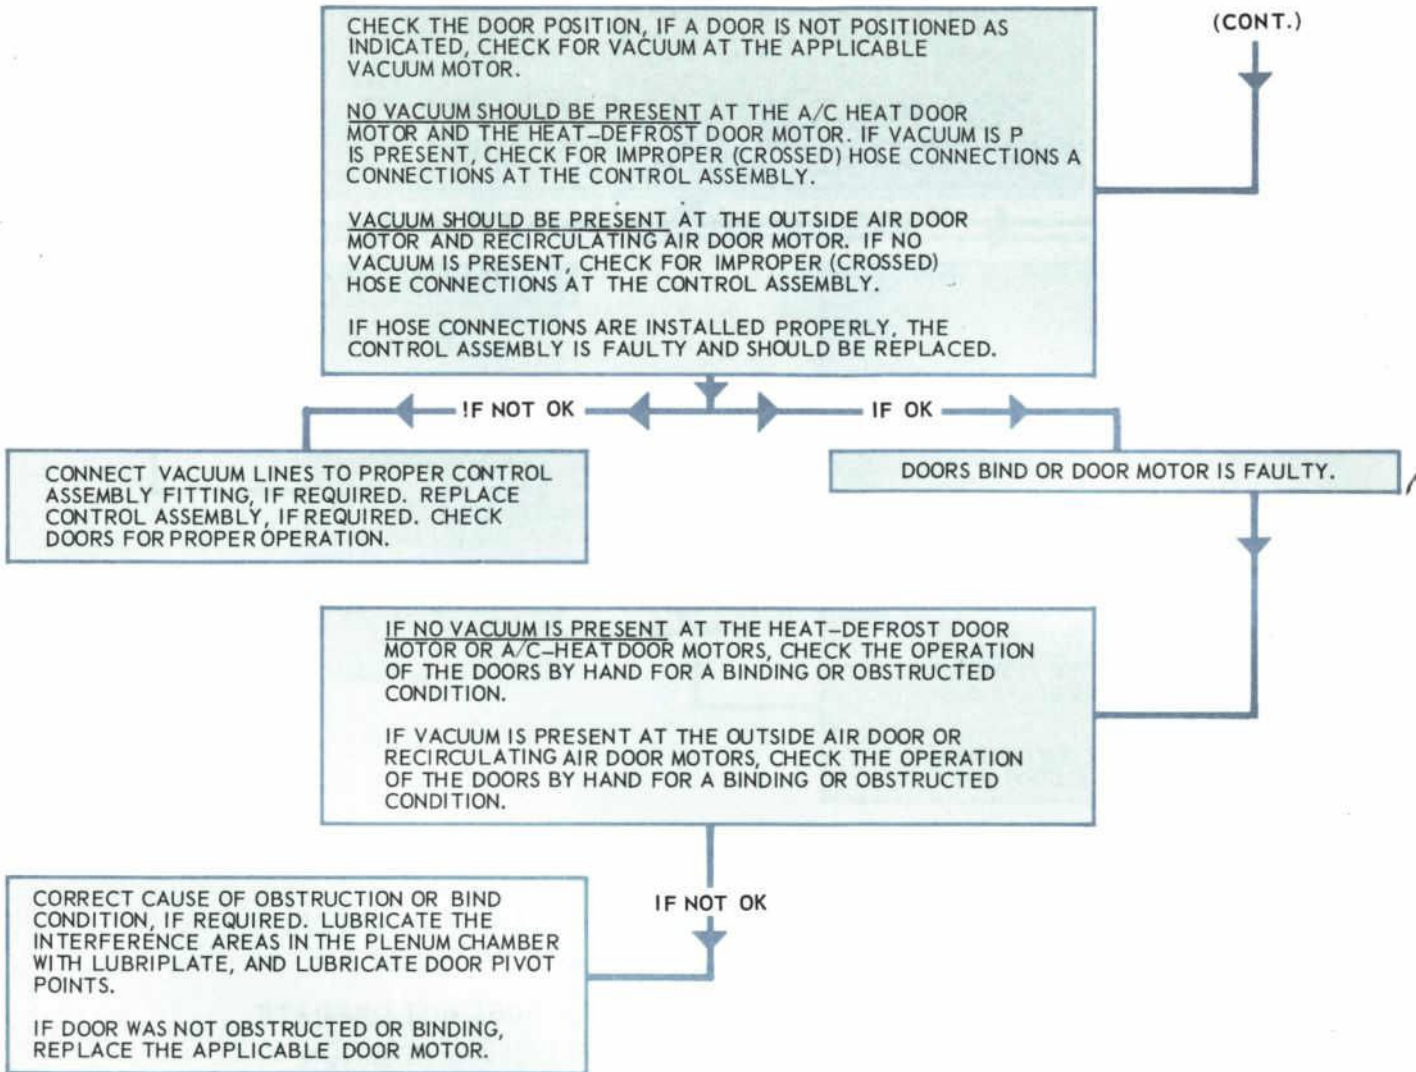 (CONT.)
CHECK THE DOOR POSITION, IF A DOOR IS NOT POSITIONED AS
INDICATED, CHECK FOR VACUUM AT THE APPLICABLE
VACUUM MOTOR.
NO VACUUM SHOULD BE PRESENT AT THE A/C HEAT DOOR
MOTOR AND THE HEAT-DEFROST DOOR MOTOR. IF VACUUM IS P
IS PRESENT, CHECK FOR IMPROPER (CROSSED) HOSE CONNECTIONS A
CONNECTIONS AT THE CONTROL ASSEMBLY.
VACUUM SHOULD BE PRESENT AT THE OUTSIDE AIR DOOR
MOTOR AND RECIRCULATING AIR DOOR MOTOR. IF NO
VACUUM IS PRESENT, CHECK FOR IMPROPER (CROSSED)
HOSE CONNECTIONS AT THE CONTROL ASSEMBLY.
IF HOSE CONNECTIONS ARE INSTALLED PROPERLY, THE
CONTROL ASSEMBLY IS FAULTY AND SHOULD BE REPLACED.
!F NOT OK
IF OK
CONNECT VACUUM LINES TO PROPER CONTROL
ASSEMBLY FITTING, IF REQUIRED. REPLACE
CONTROL ASSEMBLY, IF REQUIRED. CHECK
DOORS FOR PROPER OPERATION.
DOORS BIND OR DOOR MOTOR IS FAULTY.
IF NO VACUUM IS PRESENT AT THE HEAT-DEFROST DOOR
MOTOR OR A/C-HEAT DOOR MOTORS, CHECK THE OPERATION
OF THE DOORS BY HAND FOR A BINDING OR OBSTRUCTED
CONDITION.
IF VACUUM IS PRESENT AT THE OUTSIDE AIR DOOR OR
RECIRCULATING AIR DOOR MOTORS, CHECK THE OPERATION
OF THE DOORS BY HAND FOR A BINDING OR OBSTRUCTED
CONDITION.
IF NOT OK
CORRECT CAUSE OF OBSTRUCTION OR BIND
CONDITION, IF REQUIRED. LUBRICATE THE
INTERFERENCE AREAS IN THE PLENUM CHAMBER
WITH LUBRIPLATE, AND LUBRICATE DOOR PIVOT
POINTS.
IF DOOR WAS NOT OBSTRUCTED OR BINDING,
REPLACE THE APPLICABLE DOOR MOTOR.